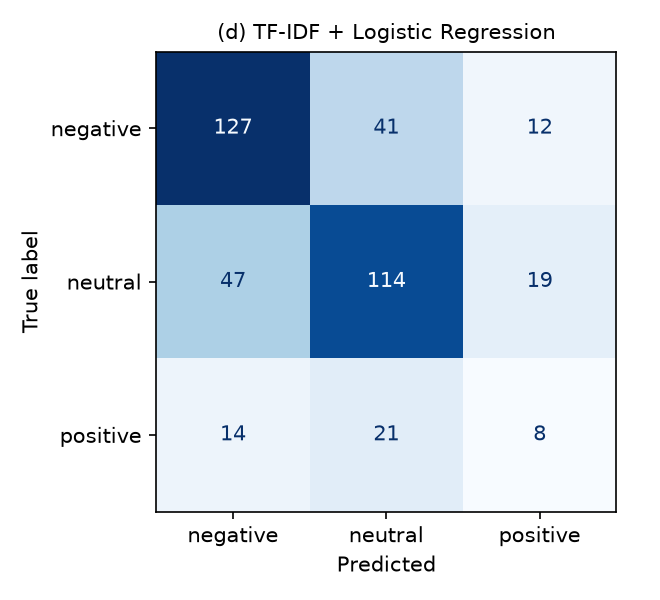 (d) TF-IDF + Logistic Regression
True label
negative 127 41 12
neutral 47 114 19
positive 14 21 8
negative neutral positive
Predicted